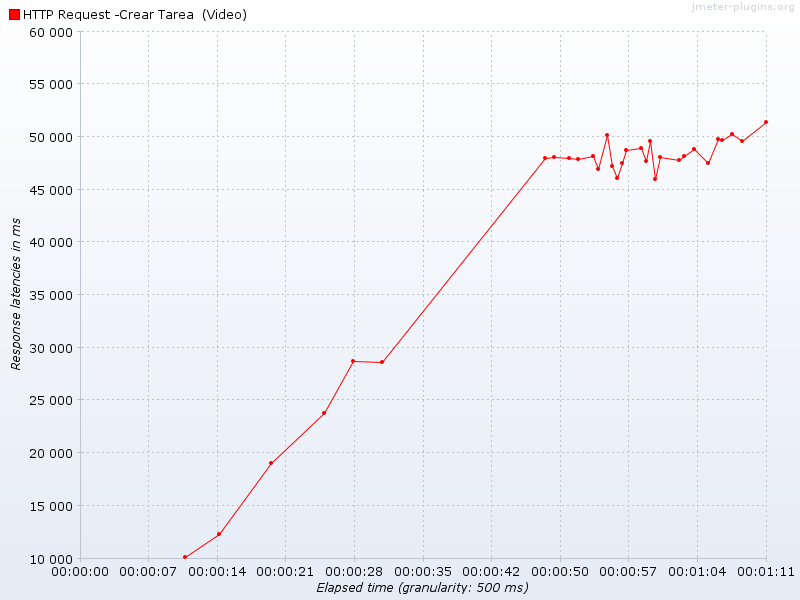 jmeter-plugins.org
HTTP Request -Crear Tarea  (Video)
60 000
55 000
50 000
45 000
40 000
35 000
30 000
25 000
20 000
15 000
10 000
Response latencies in ms
00:00:00 00:00:07 00:00:14 00:00:21 00:00:28 00:00:35 00:00:42 00:00:50 00:00:57 00:01:04 00:01:11
Elapsed time (granularity: 500 ms)